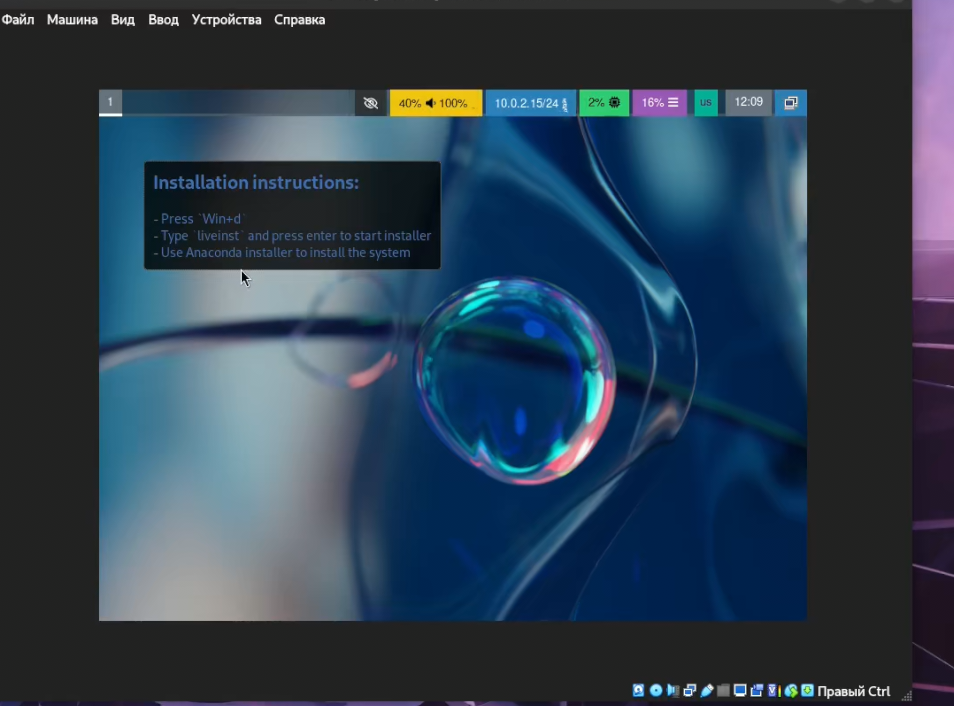 Файл Машина Вид Ввод Устройства Справка
1 40% 100% 10.0.2.15/24 2% 16% us 12:09
Installation instructions:
- Press `Win+d`
- Type `liveinst` and press enter to start installer
- Use Anaconda installer to install the system
Правый Ctrl